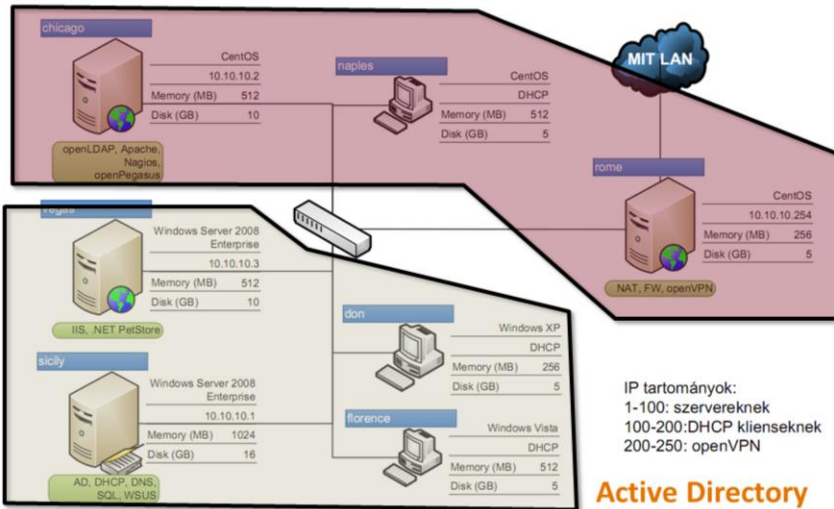 chicago
CentOS
10.10.10.2
Memory (MB) 512
Disk (GB) 10
openLDAP, Apache,
Nagios,
openPegasus
naples
CentOS
DHCP
Memory (MB) 512
Disk (GB) 5
MIT LAN
rome
CentOS
10.10.10.254
Memory (MB) 256
Disk (GB) 5
NAT, FW, openVPN
vegas
Windows Server 2008
Enterprise
10.10.10.3
Memory (MB) 512
Disk (GB) 10
IIS, .NET PetStore
sicily
Windows Server 2008
Enterprise
10.10.10.1
Memory (MB) 1024
Disk (GB) 16
AD, DHCP, DNS,
SQL, WSUS
don
Windows XP
DHCP
Memory (MB) 256
Disk (GB) 5
florence
Windows Vista
DHCP
Memory (MB) 512
Disk (GB) 5
IP tartományok:
1-100: szervereknek
100-200:DHCP klienseknek
200-250: openVPN
Active Directory